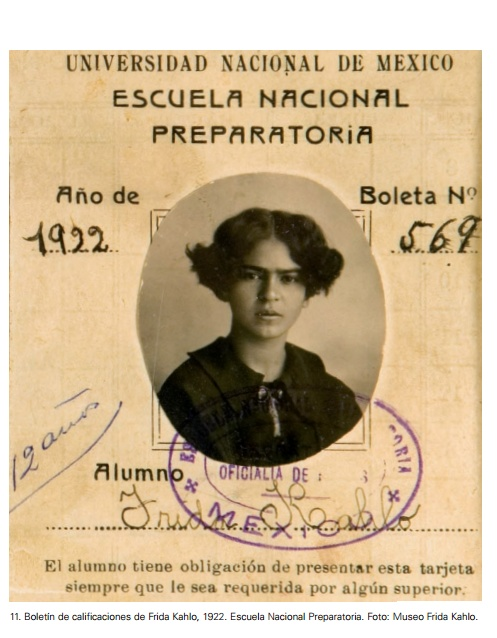 UNIVERSIDAD NACIONAL DE MEXICO
ESCUELA NACIONAL
PREPARATORIA
Año de
Boleta Nº
1922
569
12 años
Alumno
OFICIALIA DE
MEXICO
Frida Kahlo
El alumno tiene obligación de presentar esta tarjeta
siempre que le sea requerida por algún superior.
11. Boletín de calificaciones de Frida Kahlo, 1922. Escuela Nacional Preparatoria. Foto: Museo Frida Kahlo.